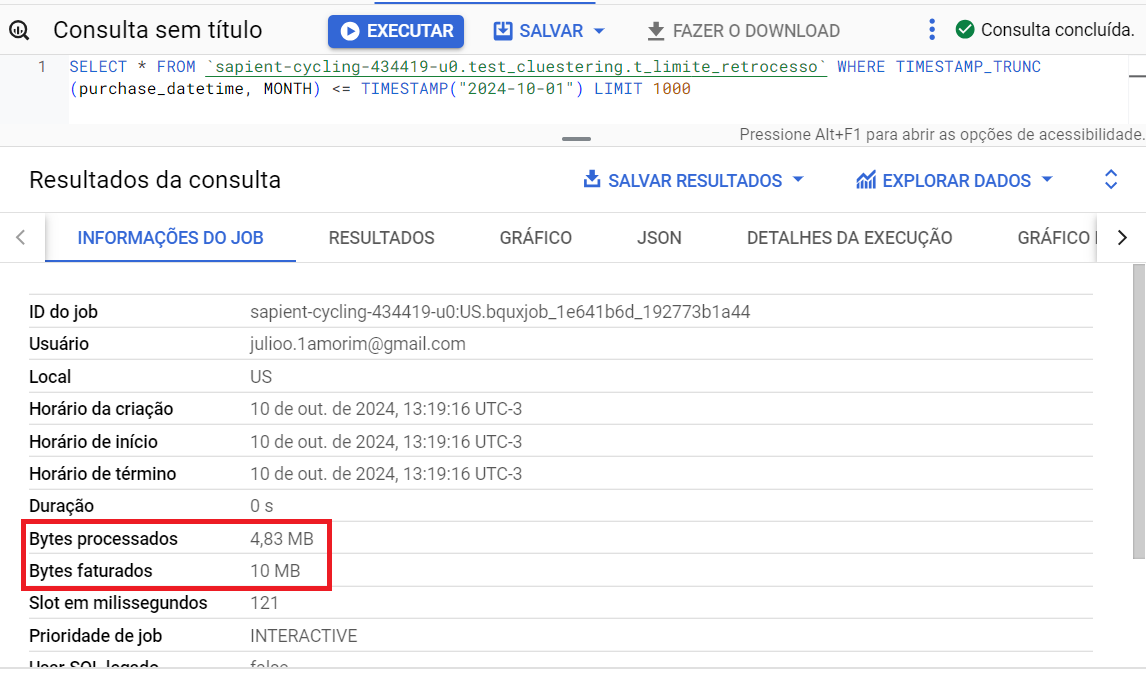 Consulta sem título EXECUTAR SALVAR FAZER O DOWNLOAD Consulta concluída.
1 SELECT * FROM `sapient-cycling-434419-u0.test_cluestering.t_limite_retrocesso` WHERE TIMESTAMP_TRUNC
(purchase_datetime, MONTH) <= TIMESTAMP("2024-10-01") LIMIT 1000
Pressione Alt+F1 para abrir as opções de acessibilidade.
Resultados da consulta SALVAR RESULTADOS EXPLORAR DADOS
INFORMAÇÕES DO JOB RESULTADOS GRÁFICO JSON DETALHES DA EXECUÇÃO GRÁFICO
ID do job sapient-cycling-434419-u0:US.bquxjob_1e641b6d_192773b1a44
Usuário julioo.1amorim@gmail.com
Local US
Horário da criação 10 de out. de 2024, 13:19:16 UTC-3
Horário de início 10 de out. de 2024, 13:19:16 UTC-3
Horário de término 10 de out. de 2024, 13:19:16 UTC-3
Duração 0 s
Bytes processados 4,83 MB
Bytes faturados 10 MB
Slot em milissegundos 121
Prioridade de job INTERACTIVE
Usar SQL legado false